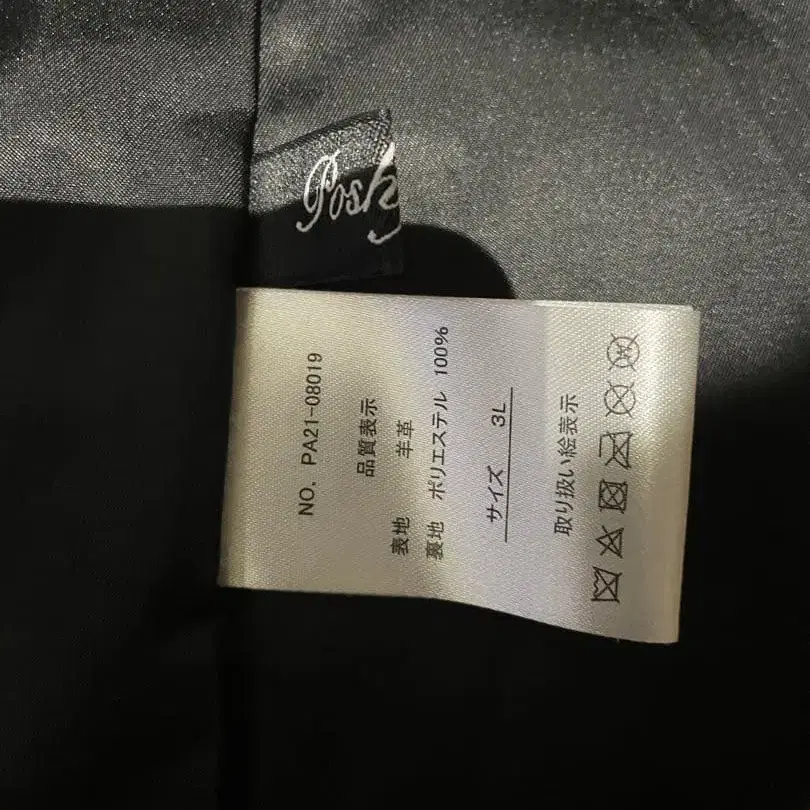 Posh
NO. PA21-08019
品質表示
表地 羊革
裏地 ポリエステル 100%
サイズ 3L
取り扱い絵表示